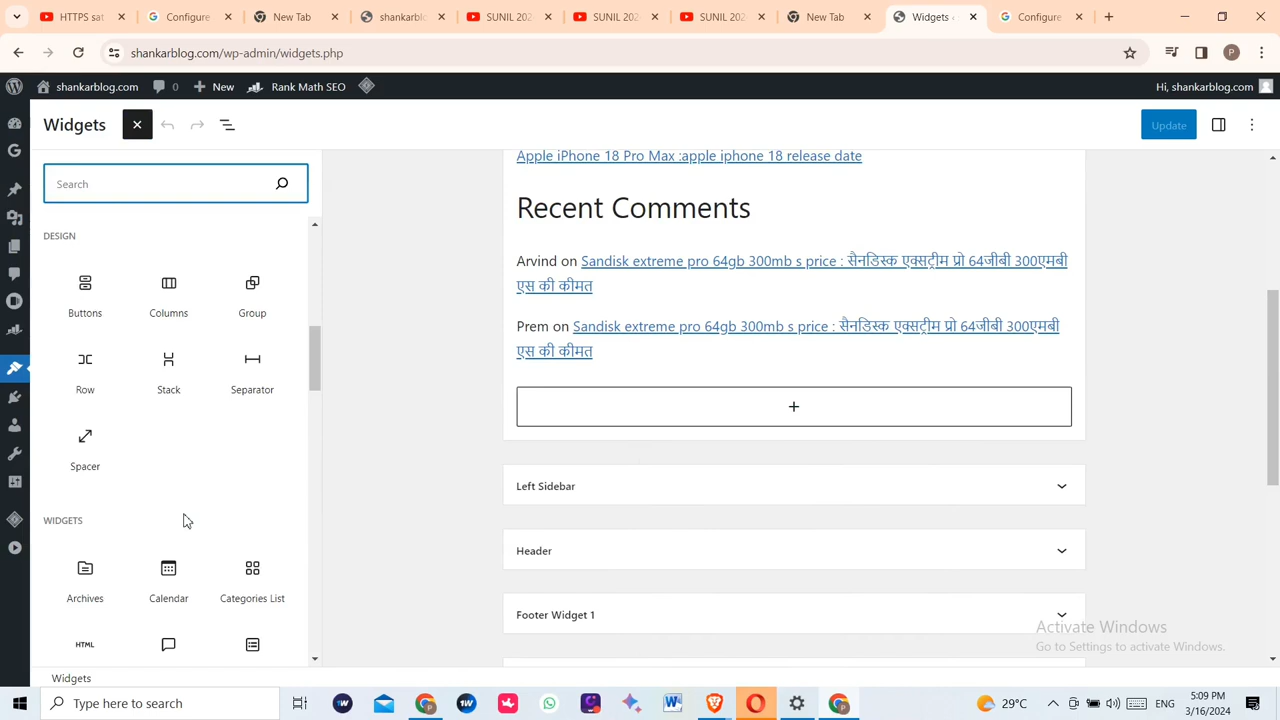 HTTPS sat
Configure
New Tab
shankarbl
SUNIL 202
SUNIL 202
SUNIL 202
New Tab
Widgets
Configure
shankarblog.com/wp-admin/widgets.php
P
shankarblog.com 0 New Rank Math SEO Hi, shankarblog.com
Widgets
Update
Search
DESIGN
Buttons Columns Group
Row Stack Separator
Spacer
WIDGETS
Archives Calendar Categories List
HTML
Apple iPhone 18 Pro Max :apple iphone 18 release date
Recent Comments
Arvind on Sandisk extreme pro 64gb 300mb s price : सैनडिस्क एक्सट्रीम प्रो 64जीबी 300एमबी
एस की कीमत
Prem on Sandisk extreme pro 64gb 300mb s price : सैनडिस्क एक्सट्रीम प्रो 64जीबी 300एमबी
एस की कीमत
Left Sidebar
Header
Footer Widget 1
Activate Windows
Go to Settings to activate Windows.
Widgets
Type here to search
29°C
ENG
5:09 PM
3/16/2024